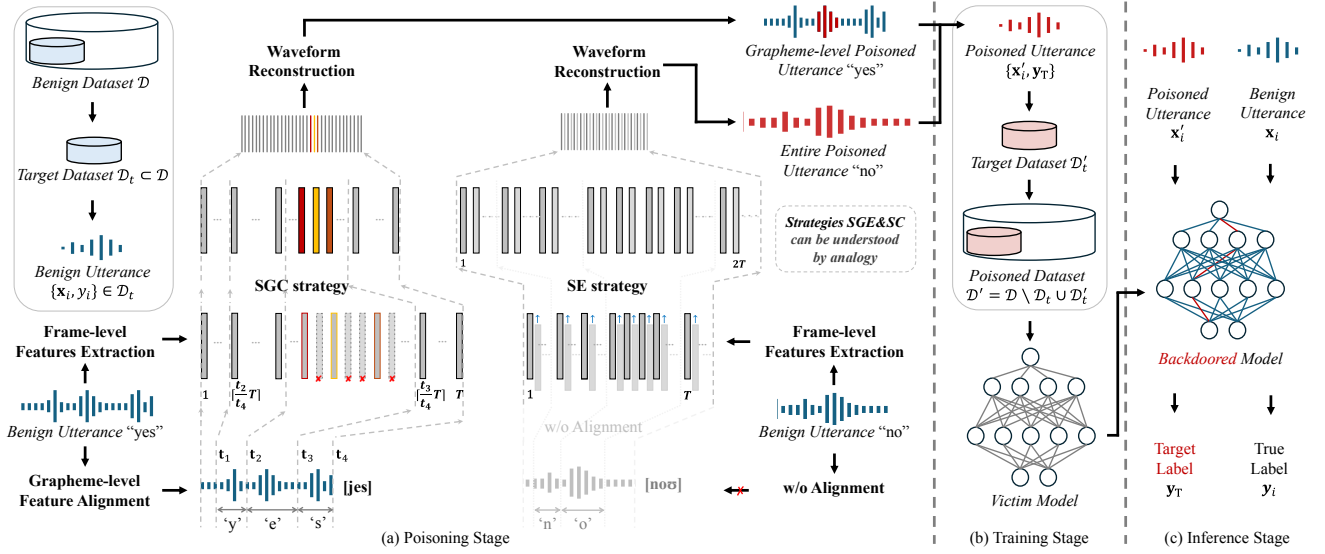 Benign Dataset 𝒟
Target Dataset 𝒟ₜ ⊂ 𝒟
Benign Utterance
{𝐱ᵢ, yᵢ} ∈ 𝒟ₜ
Frame-level
Features Extraction
Benign Utterance “yes”
Grapheme-level
Feature Alignment
Waveform
Reconstruction
...
...
...
...
SGC strategy
...
...
...
1
⌈t₂/t₄ T⌉
⌈t₃/t₄ T⌉
T
t₁
t₂
t₃
t₄
[jes]
‘y’
‘e’
‘s’
Waveform
Reconstruction
1
2T
SE strategy
1
T
w/o Alignment
[noʊ]
‘n’
‘o’
Grapheme-level Poisoned
Utterance “yes”
Entire Poisoned
Utterance “no”
Strategies SGE&SC
can be understood
by analogy
Frame-level
Features Extraction
Benign Utterance “no”
w/o Alignment
(a) Poisoning Stage
Poisoned Utterance
{𝐱′ᵢ, 𝐲_T}
Target Dataset 𝒟′ₜ
Poisoned Dataset
𝒟′ = 𝒟 \ 𝒟ₜ ∪ 𝒟′ₜ
Victim Model
(b) Training Stage
Poisoned
Utterance
𝐱′ᵢ
Benign
Utterance
𝐱ᵢ
Backdoored Model
Target
Label
𝐲_T
True
Label
𝒚ᵢ
(c) Inference Stage